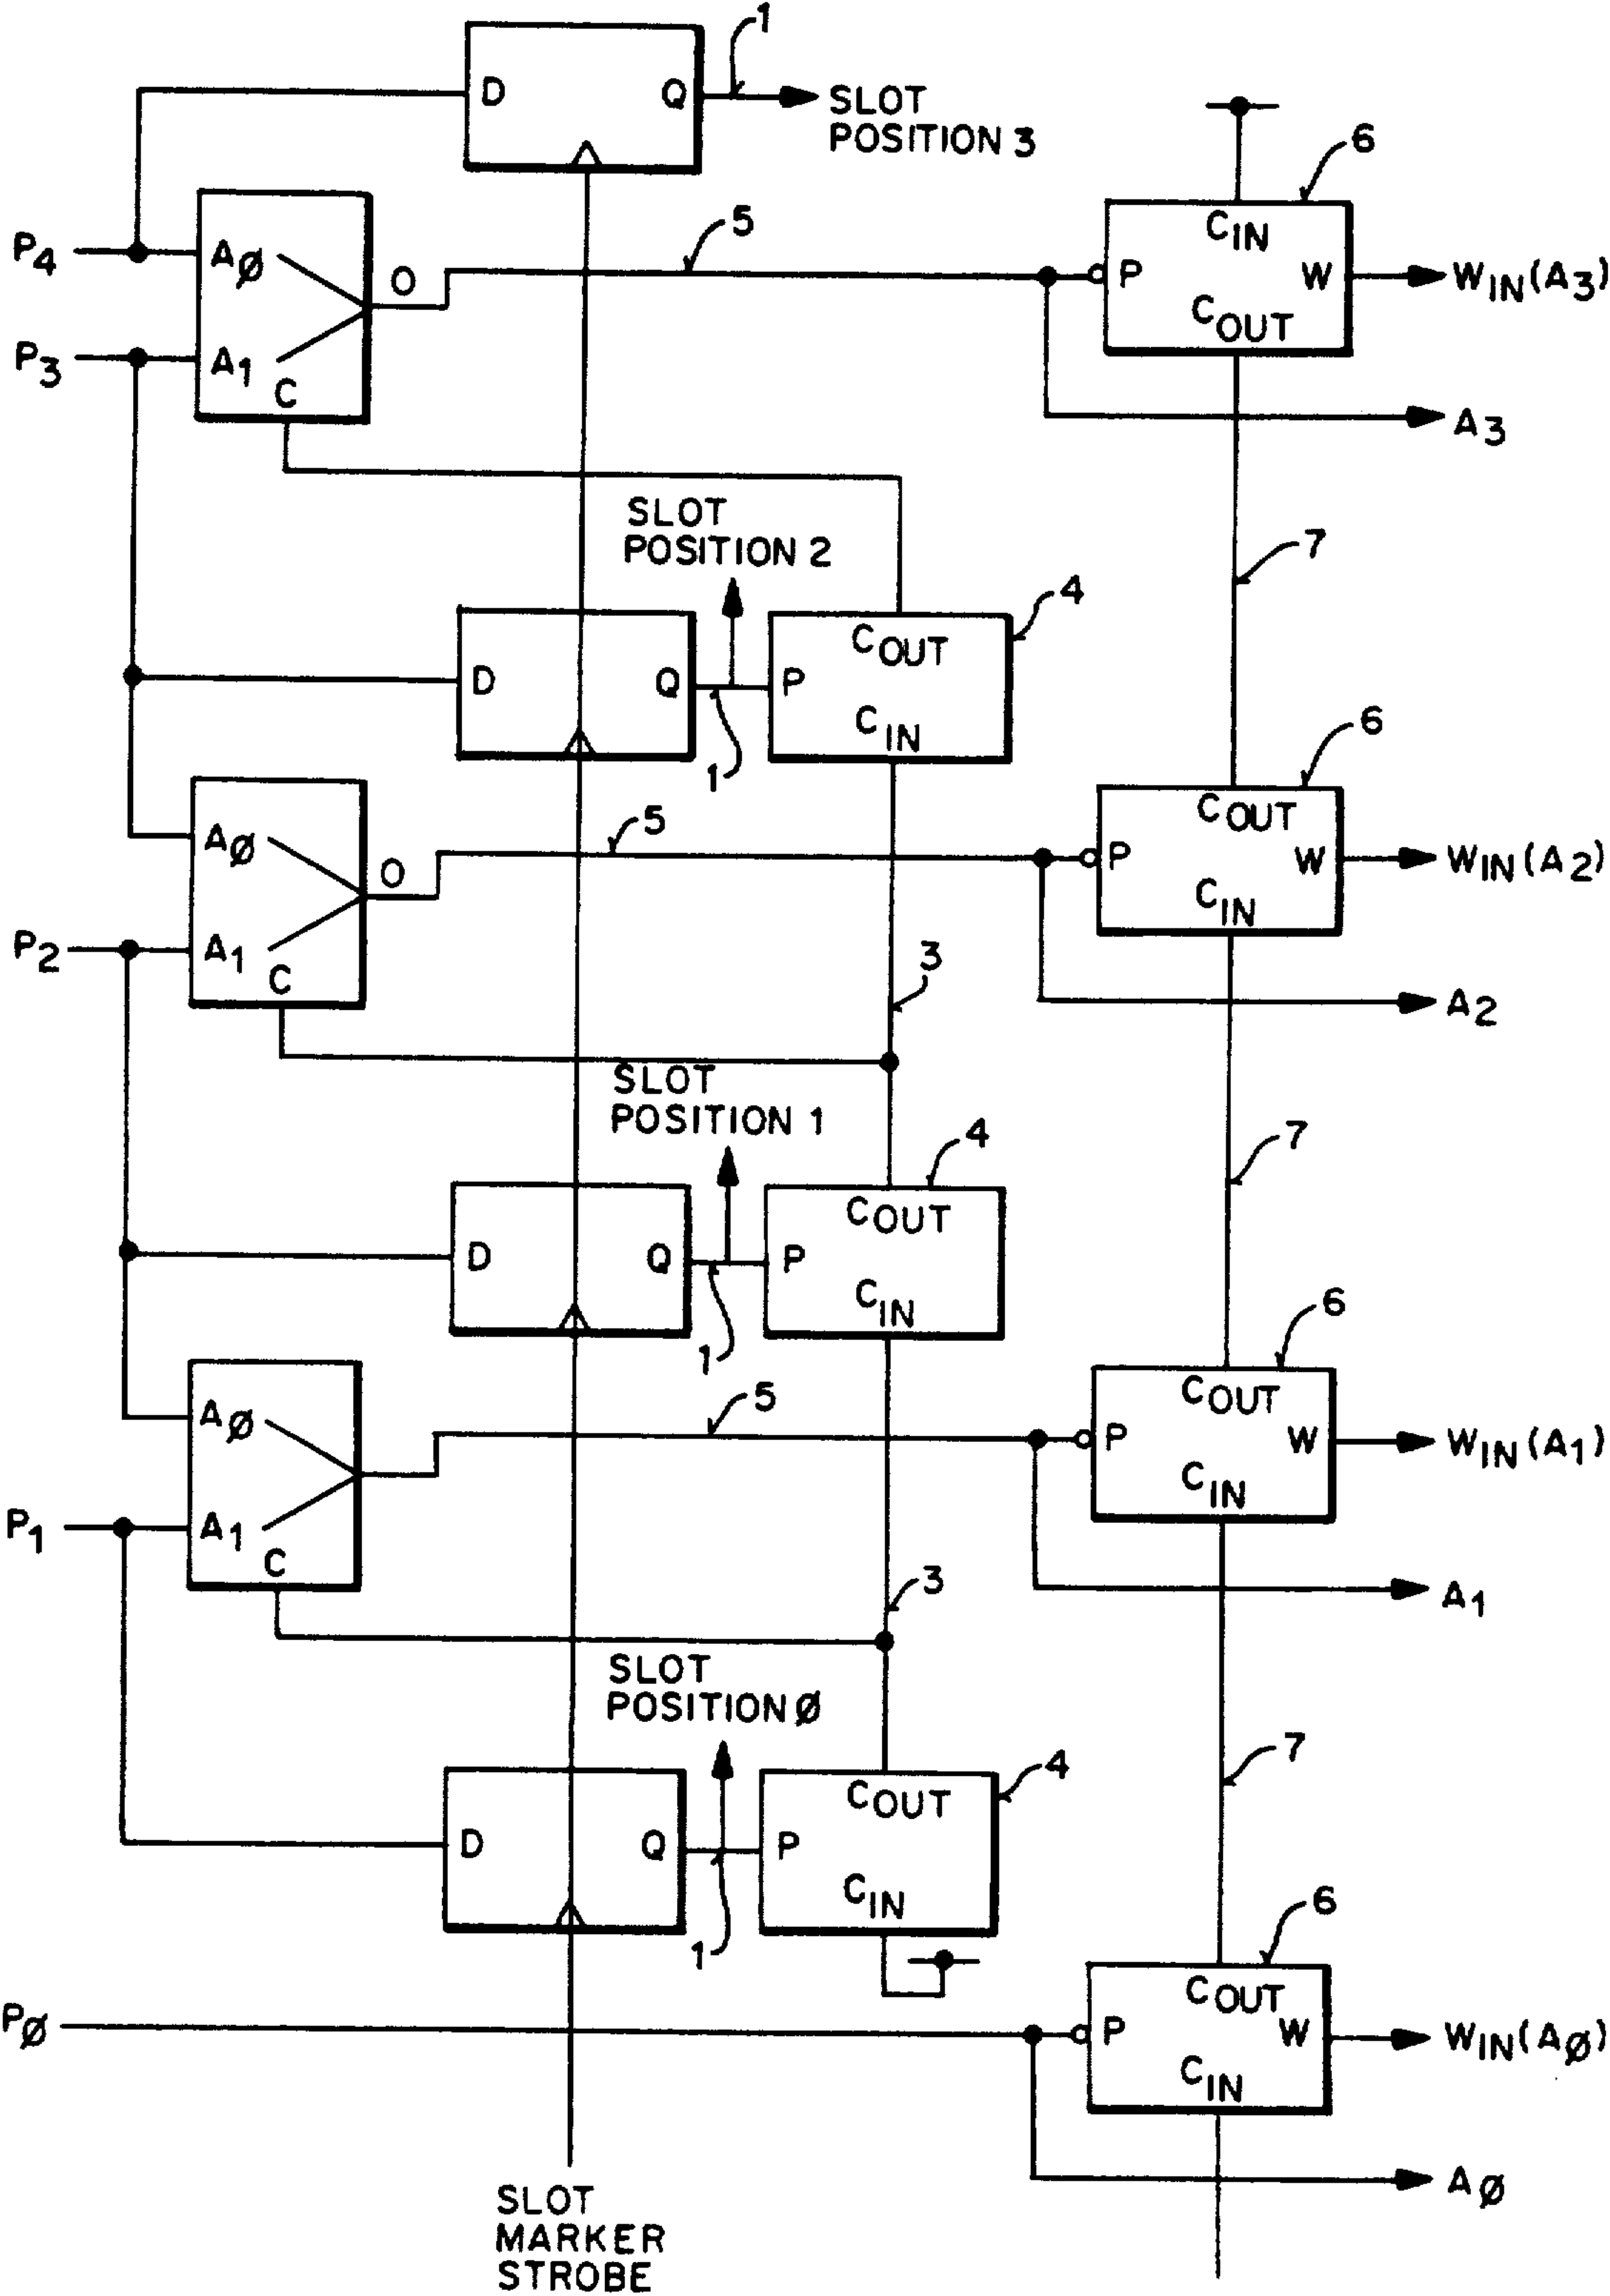 1
D Q
SLOT
POSITION 3
6
P4
AØ
O
5
CIN
P W
COUT
WIN(A3)
P3
A1
C
A3
SLOT
POSITION 2
7
4
D Q
P
COUT
CIN
1
6
AØ
O
5
COUT
P W
CIN
WIN(A2)
P2
A1
C
3
A2
SLOT
POSITION 1
7
4
D Q
P
COUT
CIN
1
6
AØ
5
COUT
P W
CIN
WIN(A1)
P1
A1
C
3
A1
SLOT
POSITION Ø
7
4
D Q
P
COUT
CIN
1
6
PØ
COUT
P W
CIN
WIN(AØ)
AØ
SLOT
MARKER
STROBE